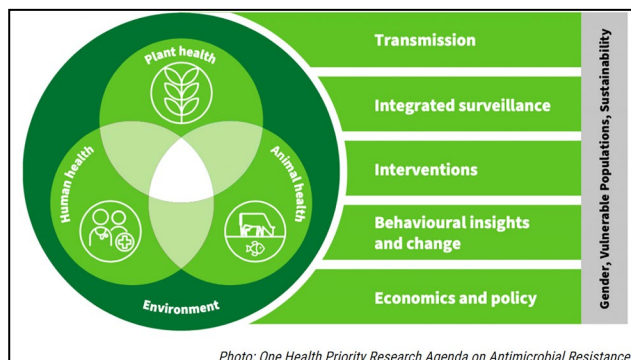 Plant health
Human health
Animal health
Environment
Transmission
Integrated surveillance
Interventions
Behavioural insights
and change
Economics and policy
Gender, Vulnerable Populations, Sustainability
Photo: One Health Priority Research Agenda on Antimicrobial Resistance